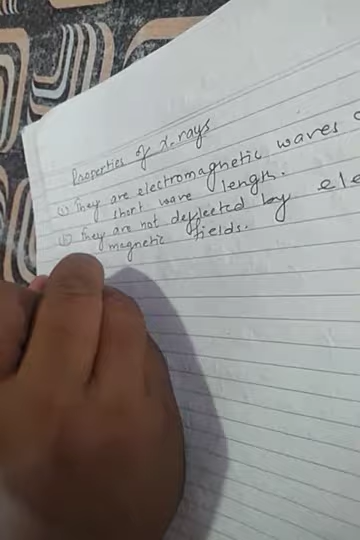 Properties of X-rays
(i) They are electromagnetic waves
short wave length.
(ii) They are not deflected by ele
magnetic fields.